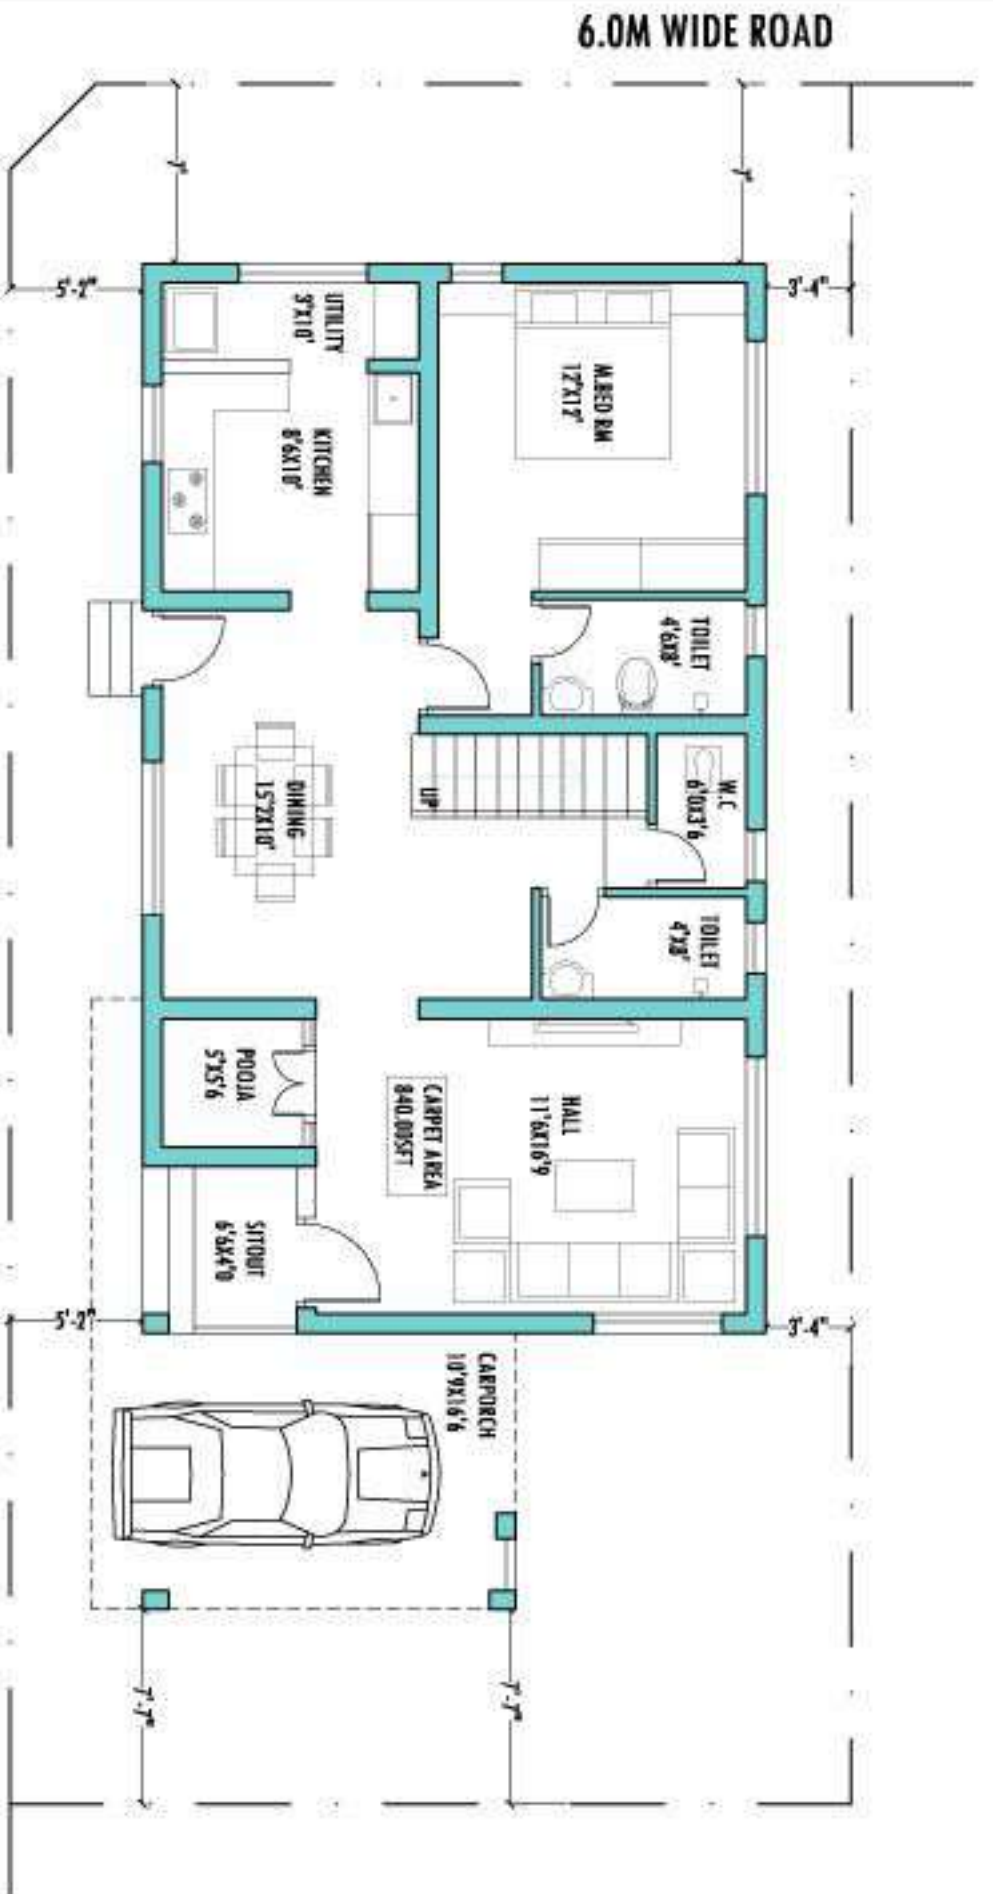 6.0M WIDE ROAD
7'
7'
5'-2"
3'-4"
UTILITY
3'X10'
M.BED RM
12'X12'
KITCHEN
8'6X10'
TOILET
4'6X8'
W.C
6'0X3'6
UP
DINING
15'2X10'
TOILET
4'X8'
POOJA
5'X5'6
CARPET AREA
840.00SFT
HALL
11'6X16'9
SITOUT
6'6X4'0
5'-2"
3'-4"
CARPORCH
10'9X16'6
7'-7"
7'-7"